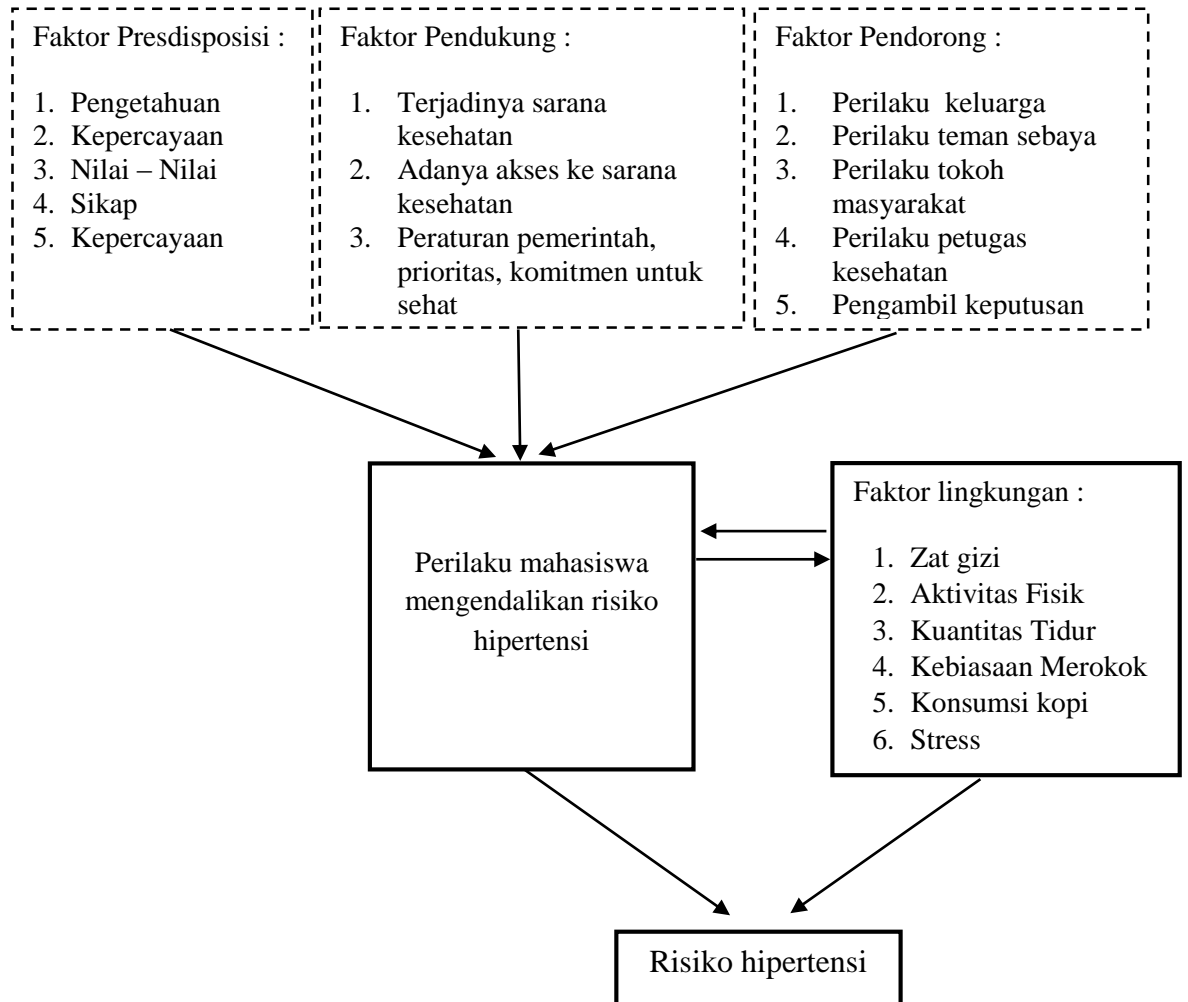 Faktor Presdisposisi :
1. Pengetahuan
2. Kepercayaan
3. Nilai – Nilai
4. Sikap
5. Kepercayaan
Faktor Pendukung :
1. Terjadinya sarana
kesehatan
2. Adanya akses ke sarana
kesehatan
3. Peraturan pemerintah,
prioritas, komitmen untuk
sehat
Faktor Pendorong :
1. Perilaku keluarga
2. Perilaku teman sebaya
3. Perilaku tokoh
masyarakat
4. Perilaku petugas
kesehatan
5. Pengambil keputusan
Perilaku mahasiswa
mengendalikan risiko
hipertensi
Faktor lingkungan :
1. Zat gizi
2. Aktivitas Fisik
3. Kuantitas Tidur
4. Kebiasaan Merokok
5. Konsumsi kopi
6. Stress
Risiko hipertensi